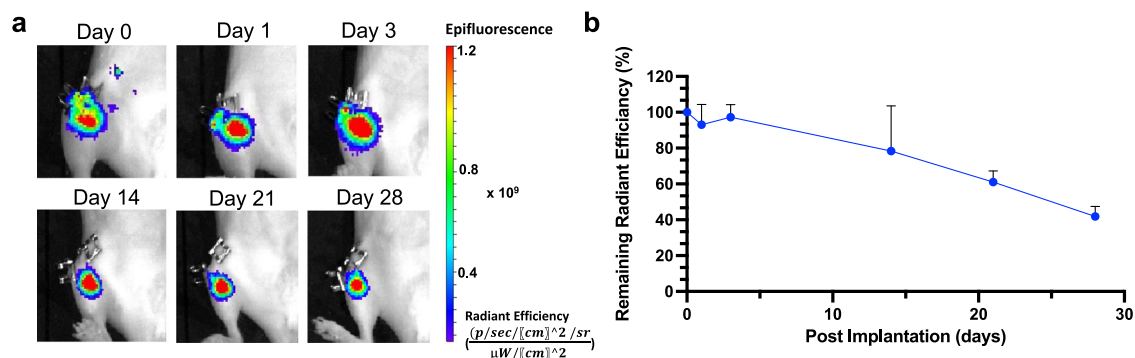 a
Day 0
Day 1
Day 3
Epifluorescence
1.2
0.8
x 10⁹
0.4
Day 14
Day 21
Day 28
Radiant Efficiency
(p/sec/〖cm〗^2 /sr
µW/〖cm〗^2)
b
Remaining Radiant Efficiancy (%)
120
100
80
60
40
20
0
0
10
20
30
Post Implantation (days)